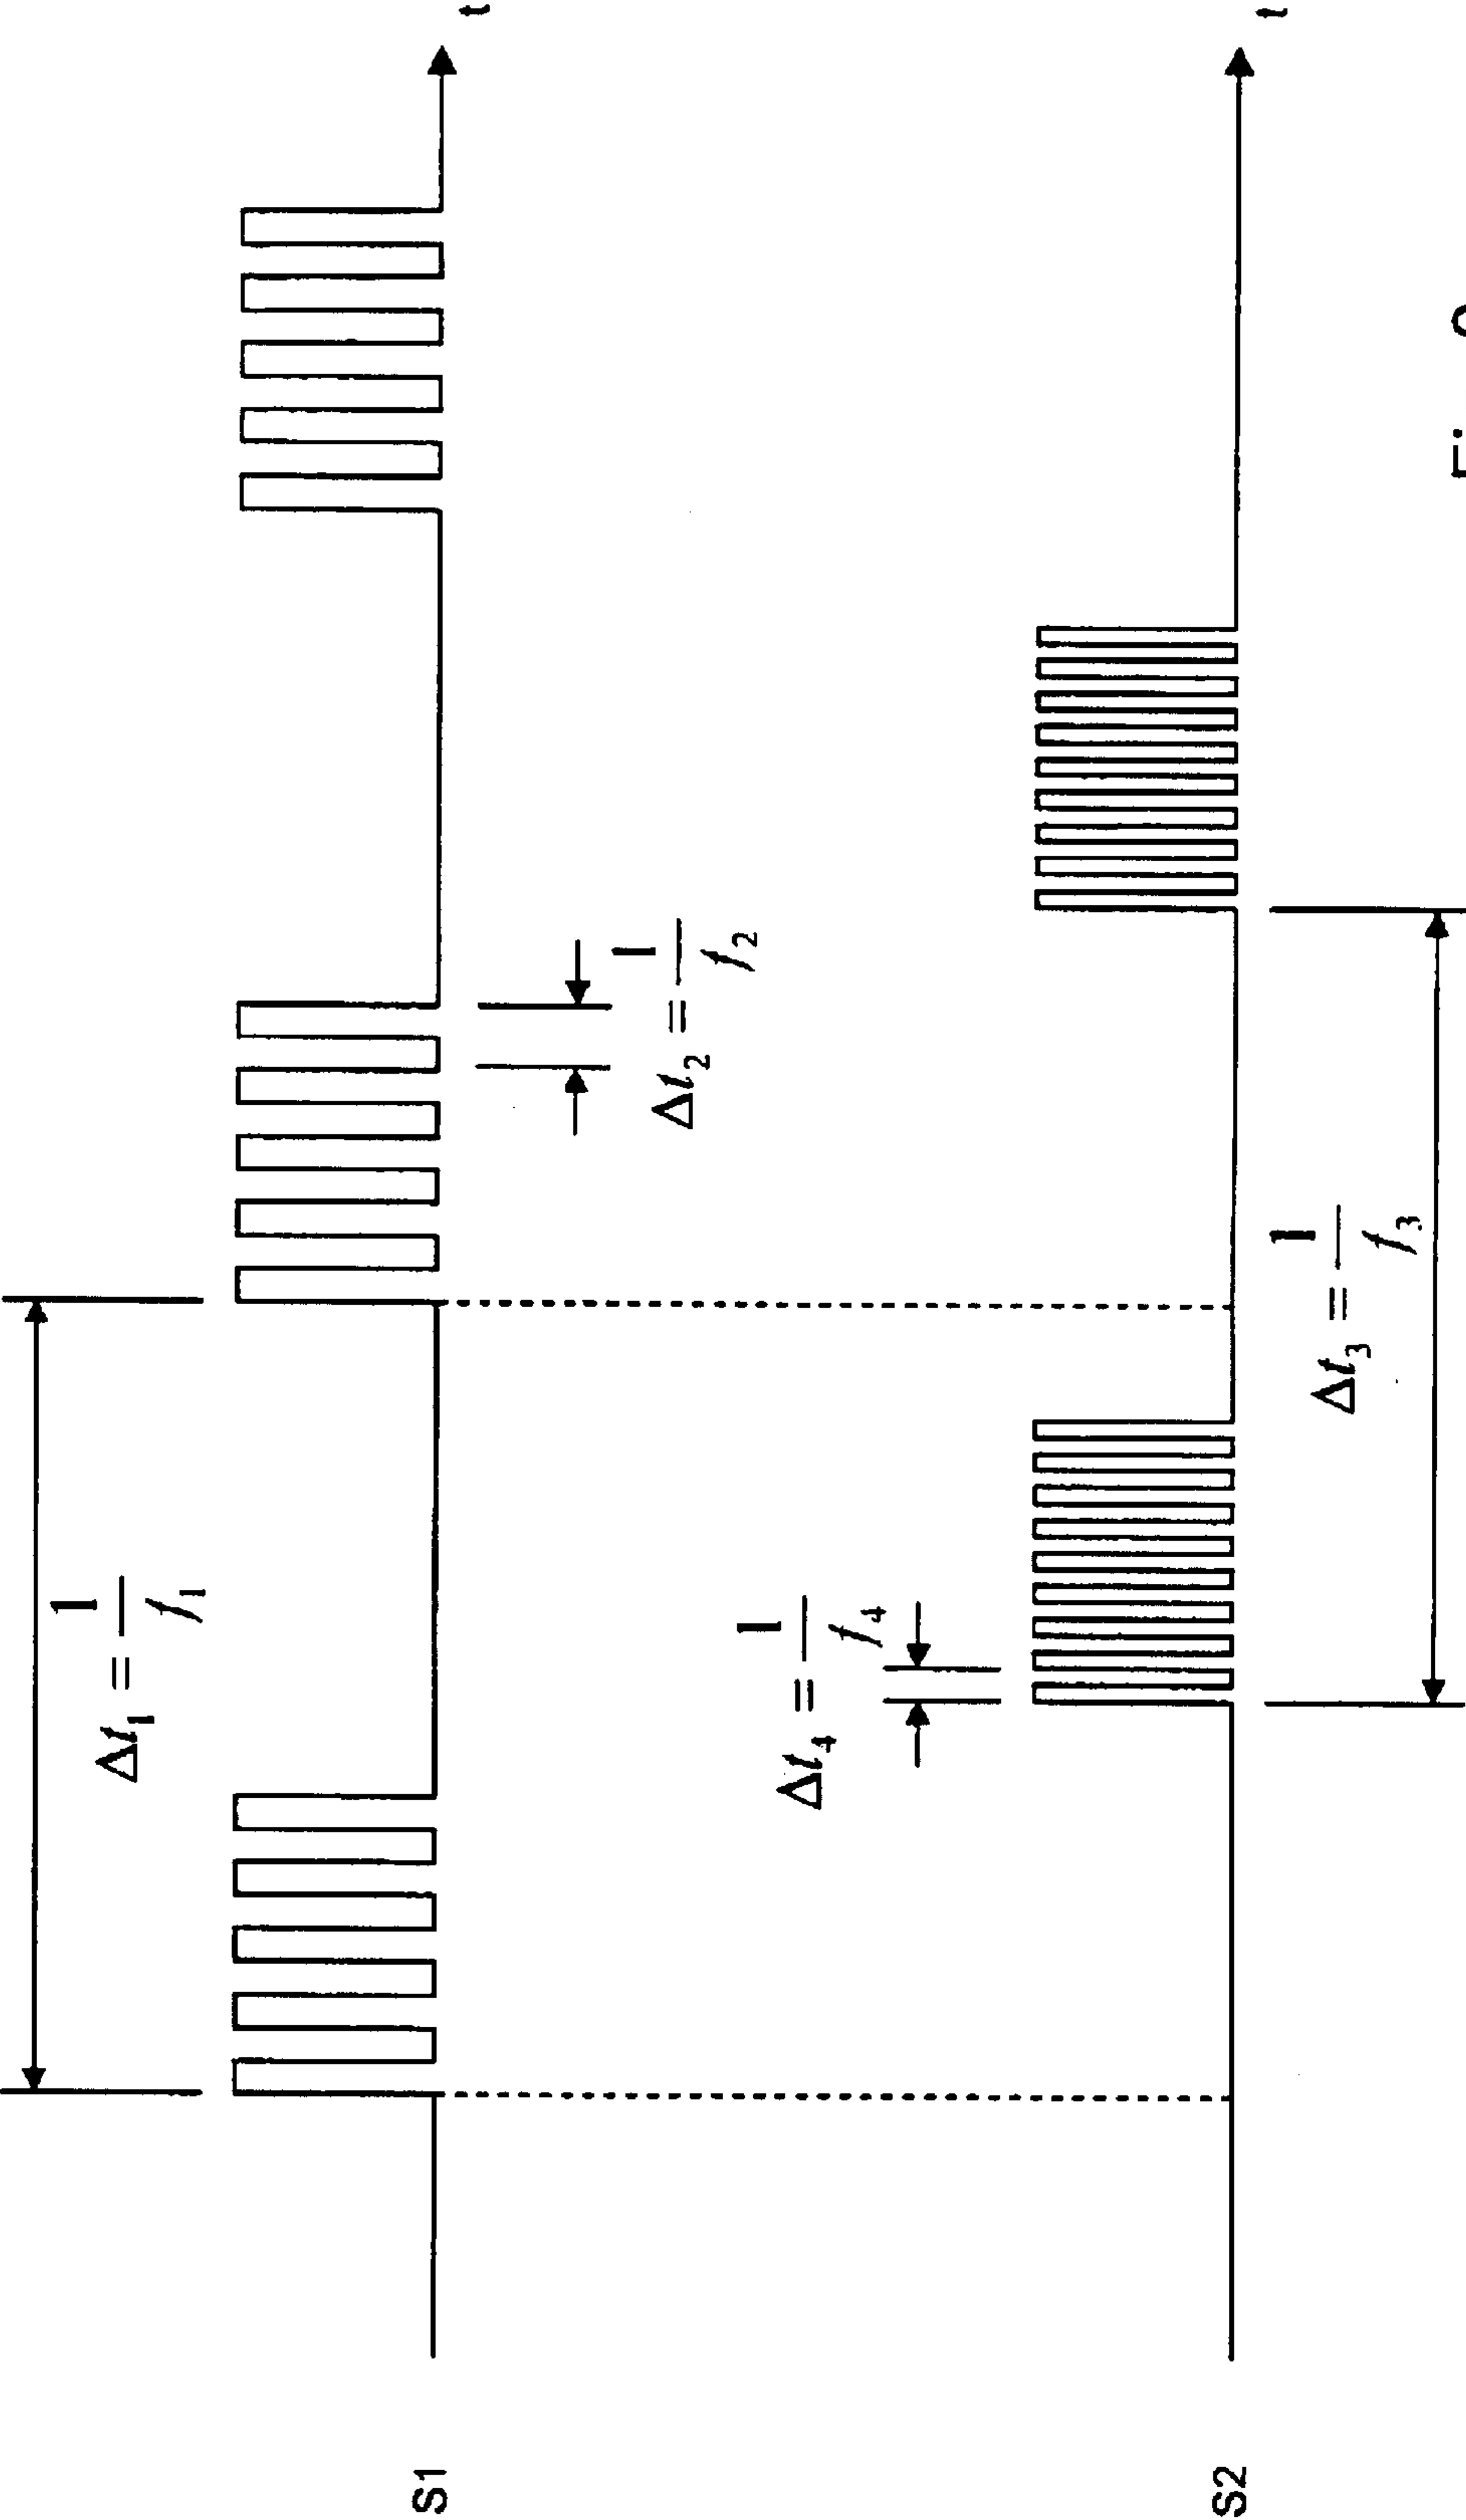 Δt₁ = 1/f₁
S1
t
Δt₂ = 1/f₂
Δt₄ = 1/f₄
S2
t
Δt₃ = 1/f₃